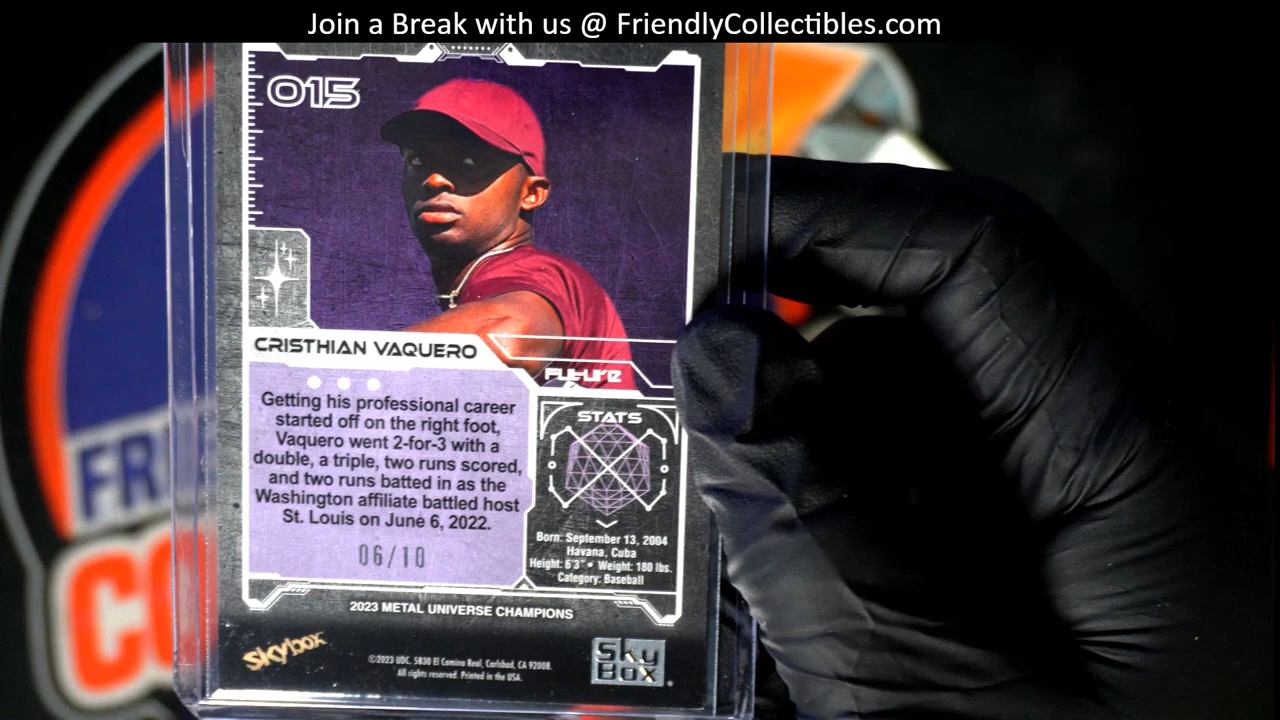 Join a Break with us @ FriendlyCollectibles.com
015
CRISTHIAN VAQUERO
FUTURE
Getting his professional career
started off on the right foot,
Vaquero went 2-for-3 with a
double, a triple, two runs scored,
and two runs batted in as the
Washington affiliate battled host
St. Louis on June 6, 2022.
06/10
STATS
Born: September 13, 2004
Havana, Cuba
Height: 6'3" • Weight: 180 lbs.
Category: Baseball
2023 METAL UNIVERSE CHAMPIONS
skybox
©2023 UDC. 5830 El Camino Real, Carlsbad, CA 92008.
All rights reserved. Printed in the USA.
Sky
Box
FRI
CO